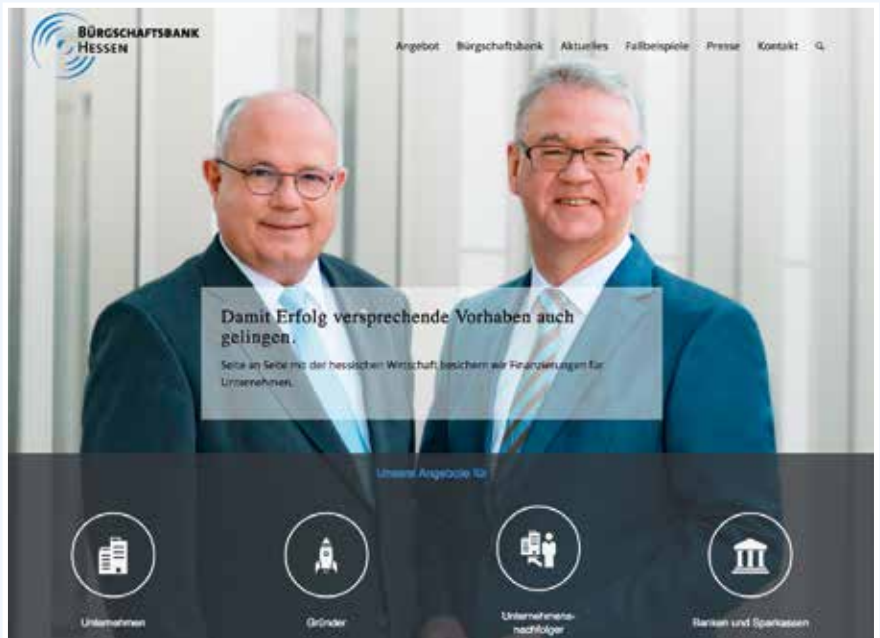 BÜRGSCHAFTSBANK
HESSEN
Angebot Bürgschaftsbank Aktuelles Fallbeispiele Presse Kontakt
Damit Erfolg versprechende Vorhaben auch
gelingen.
Seite an Seite mit der hessischen Wirtschaft besichern wir Finanzierungen für
Unternehmen.
Unsere Angebote für
Unternehmen
Gründer
Unternehmens-
nachfolger
Banken und Sparkassen